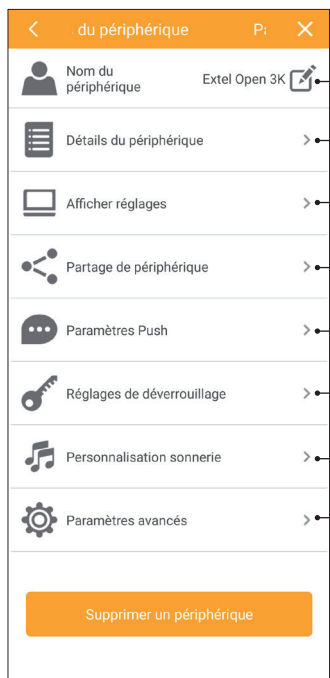 du périphérique Pa
Nom du
périphérique
Extel Open 3K
Détails du périphérique
Afficher réglages
Partage de périphérique
Paramètres Push
Réglages de déverrouillage
Personnalisation sonnerie
Paramètres avancés
Supprimer un périphérique